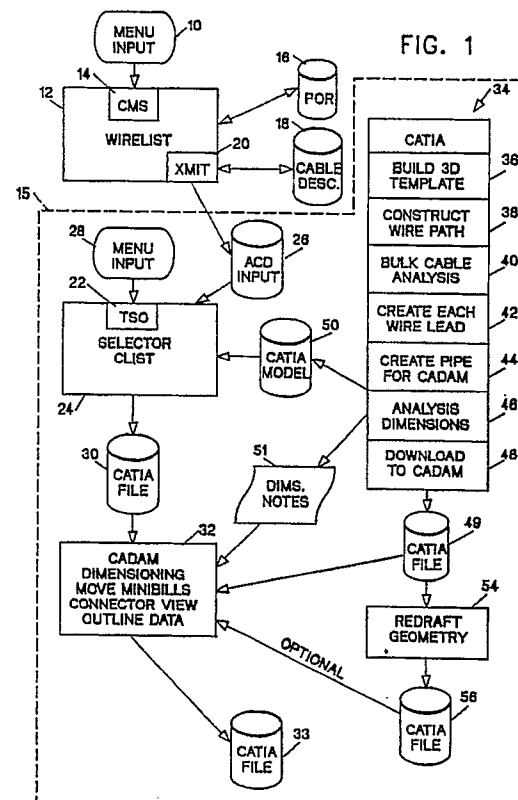 FIG. 1
MENU
INPUT
10
14
12
CMS
WIRELIST
20
XMIT
16
POR
18
CABLE
DESC.
15
28
MENU
INPUT
22
TSO
SELECTOR
CLIST
24
ACD
INPUT
26
50
CATIA
MODEL
30
CATIA
FILE
51
DIMS.
NOTES
32
CADAM
DIMENSIONING
MOVE MINIBILLS
CONNECTOR VIEW
OUTLINE DATA
OPTIONAL
CATIA
FILE
33
34
CATIA
BUILD 3D
TEMPLATE
36
CONSTRUCT
WIRE PATH
38
BULK CABLE
ANALYSIS
40
CREATE EACH
WIRE LEAD
42
CREATE PIPE
FOR CADAM
44
ANALYSIS
DIMENSIONS
46
DOWNLOAD
TO CADAM
48
CATIA
FILE
49
54
REDRAFT
GEOMETRY
CATIA
FILE
56